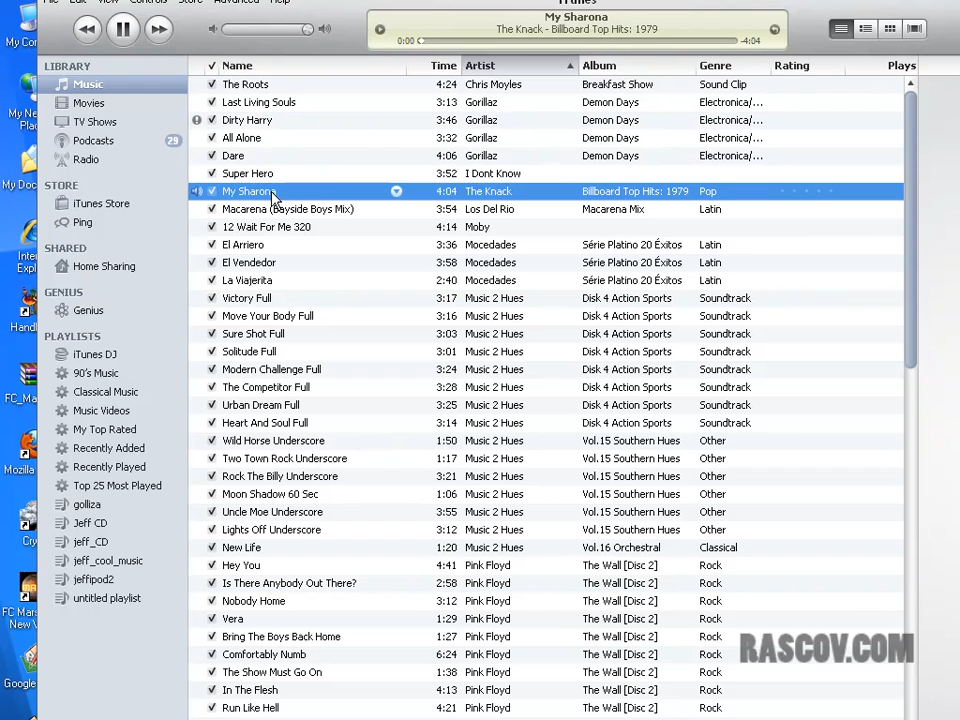 File Edit View Controls Store Advanced Help
iTunes
My Sharona
The Knack - Billboard Top Hits: 1979
0:00 -4:04
LIBRARY
Music
Movies
TV Shows
Podcasts 29
Radio
STORE
iTunes Store
Ping
SHARED
Home Sharing
GENIUS
Genius
PLAYLISTS
iTunes DJ
90's Music
Classical Music
Music Videos
My Top Rated
Recently Added
Recently Played
Top 25 Most Played
golliza
Jeff CD
jeff_CD
jeff_cool_music
jeffipod2
untitled playlist
Name Time Artist Album Genre Rating Plays
The Roots 4:24 Chris Moyles Breakfast Show Sound Clip
Last Living Souls 3:13 Gorillaz Demon Days Electronica/...
Dirty Harry 3:46 Gorillaz Demon Days Electronica/...
All Alone 3:32 Gorillaz Demon Days Electronica/...
Dare 4:06 Gorillaz Demon Days Electronica/...
Super Hero 3:52 I Dont Know
My Sharona 4:04 The Knack Billboard Top Hits: 1979 Pop
Macarena (Bayside Boys Mix) 3:54 Los Del Rio Macarena Mix Latin
12 Wait For Me 320 4:14 Moby
El Arriero 3:36 Mocedades Série Platino 20 Éxitos Latin
El Vendedor 3:58 Mocedades Série Platino 20 Éxitos Latin
La Viajerita 2:40 Mocedades Série Platino 20 Éxitos Latin
Victory Full 3:17 Music 2 Hues Disk 4 Action Sports Soundtrack
Move Your Body Full 3:16 Music 2 Hues Disk 4 Action Sports Soundtrack
Sure Shot Full 3:03 Music 2 Hues Disk 4 Action Sports Soundtrack
Solitude Full 3:01 Music 2 Hues Disk 4 Action Sports Soundtrack
Modern Challenge Full 3:24 Music 2 Hues Disk 4 Action Sports Soundtrack
The Competitor Full 3:28 Music 2 Hues Disk 4 Action Sports Soundtrack
Urban Dream Full 3:25 Music 2 Hues Disk 4 Action Sports Soundtrack
Heart And Soul Full 3:14 Music 2 Hues Disk 4 Action Sports Soundtrack
Wild Horse Underscore 1:50 Music 2 Hues Vol.15 Southern Hues Other
Two Town Rock Underscore 1:17 Music 2 Hues Vol.15 Southern Hues Other
Rock The Billy Underscore 3:21 Music 2 Hues Vol.15 Southern Hues Other
Moon Shadow 60 Sec 1:06 Music 2 Hues Vol.15 Southern Hues Other
Uncle Moe Underscore 3:55 Music 2 Hues Vol.15 Southern Hues Other
Lights Off Underscore 3:12 Music 2 Hues Vol.15 Southern Hues Other
New Life 1:20 Music 2 Hues Vol.16 Orchestral Classical
Hey You 4:41 Pink Floyd The Wall [Disc 2] Rock
Is There Anybody Out There? 2:58 Pink Floyd The Wall [Disc 2] Rock
Nobody Home 3:12 Pink Floyd The Wall [Disc 2] Rock
Vera 1:29 Pink Floyd The Wall [Disc 2] Rock
Bring The Boys Back Home 1:27 Pink Floyd The Wall [Disc 2] Rock
Comfortably Numb 6:24 Pink Floyd The Wall [Disc 2] Rock
The Show Must Go On 1:38 Pink Floyd The Wall [Disc 2] Rock
In The Flesh 4:13 Pink Floyd The Wall [Disc 2] Rock
Run Like Hell 4:21 Pink Floyd The Wall [Disc 2] Rock
My Ne
My Do
Expl
Hand
FC_Ma
Mozilla
Cry
FC Mars
New V
Google
RASCOV.COM